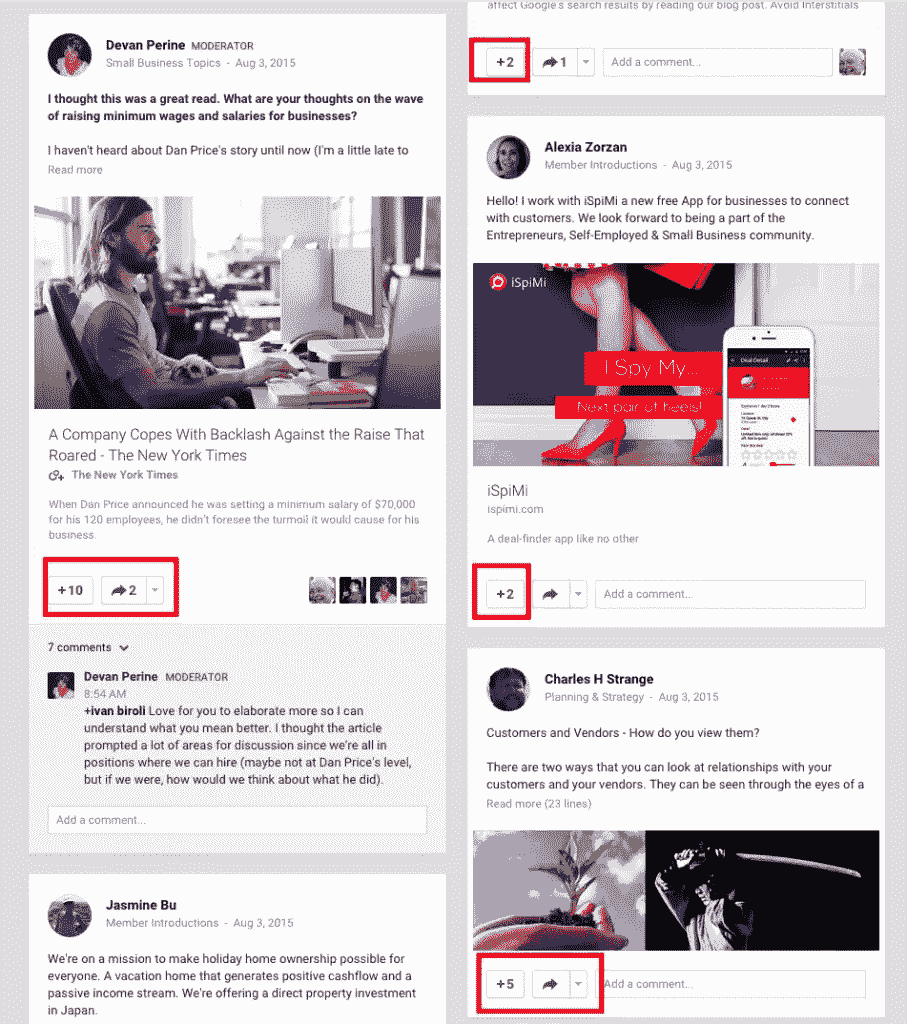 Devan Perine MODERATOR
Small Business Topics - Aug 3, 2015
I thought this was a great read. What are your thoughts on the wave
of raising minimum wages and salaries for businesses?
I haven't heard about Dan Price's story until now (I'm a little late to
Read more
A Company Copes With Backlash Against the Raise That
Roared - The New York Times
The New York Times
When Dan Price announced he was setting a minimum salary of $70,000
for his 120 employees, he didn't foresee the turmoil it would cause for his
business.
+10
2
7 comments
Devan Perine MODERATOR
8:54 AM
+ivan biroli Love for you to elaborate more so I can
understand what you mean better. I thought the article
prompted a lot of areas for discussion since we're all in
positions where we can hire (maybe not at Dan Price's level,
but if we were, how would we think about what he did).
Add a comment...
Jasmine Bu
Member Introductions - Aug 3, 2015
We're on a mission to make holiday home ownership possible for
everyone. A vacation home that generates positive cashflow and a
passive income stream. We're offering a direct property investment
in Japan.
affect Google's search results by reading our blog post. Avoid Interstitials
+2
1
Add a comment...
Alexia Zorzan
Member Introductions - Aug 3, 2015
Hello! I work with iSpiMi a new free App for businesses to connect
with customers. We look forward to being a part of the
Entrepreneurs, Self-Employed & Small Business community.
iSpiMi
I Spy My...
Next pair of heels!
Deal Detail
iSpiMi
ispimi.com
A deal-finder app like no other
+2
Add a comment...
Charles H Strange
Planning & Strategy - Aug 3, 2015
Customers and Vendors - How do you view them?
There are two ways that you can look at relationships with your
customers and your vendors. They can be seen through the eyes of a
Read more (23 lines)
+5
Add a comment...